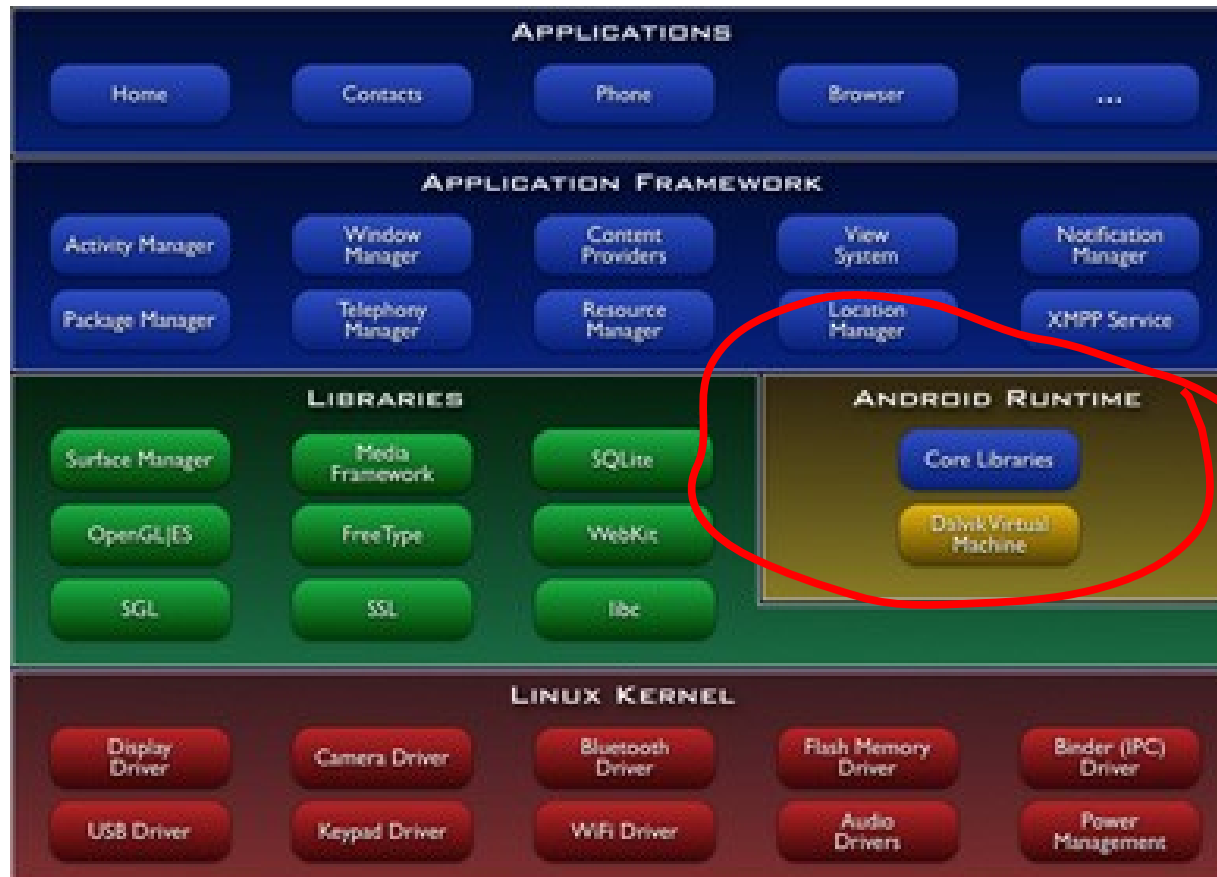 APPLICATIONS
Home
Contacts
Phone
Browser
...
APPLICATION FRAMEWORK
Activity Manager
Window
Manager
Content
Providers
View
System
Notification
Manager
Package Manager
Telephony
Manager
Resource
Manager
Location
Manager
XMPP Service
LIBRARIES
Surface Manager
Media
Framework
SQLite
OpenGL|ES
FreeType
WebKit
SGL
SSL
libc
ANDROID RUNTIME
Core Libraries
Dalvik Virtual
Machine
LINUX KERNEL
Display
Driver
Camera Driver
Bluetooth
Driver
Flash Memory
Driver
Binder (IPC)
Driver
USB Driver
Keypad Driver
WiFi Driver
Audio
Drivers
Power
Management